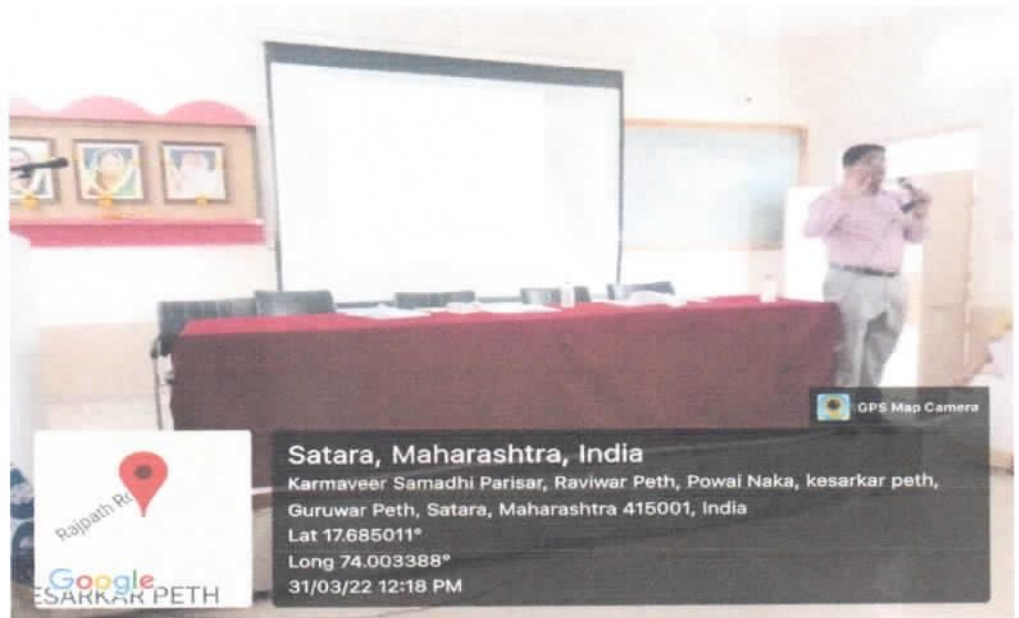 GPS Map Camera
Satara, Maharashtra, India
Karmaveer Samadhi Parisar, Raviwar Peth, Powai Naka, kesarkar peth,
Guruwar Peth, Satara, Maharashtra 415001, India
Lat 17.685011°
Long 74.003388°
31/03/22 12:18 PM
Rajpath
Google
ESARKAR PETH